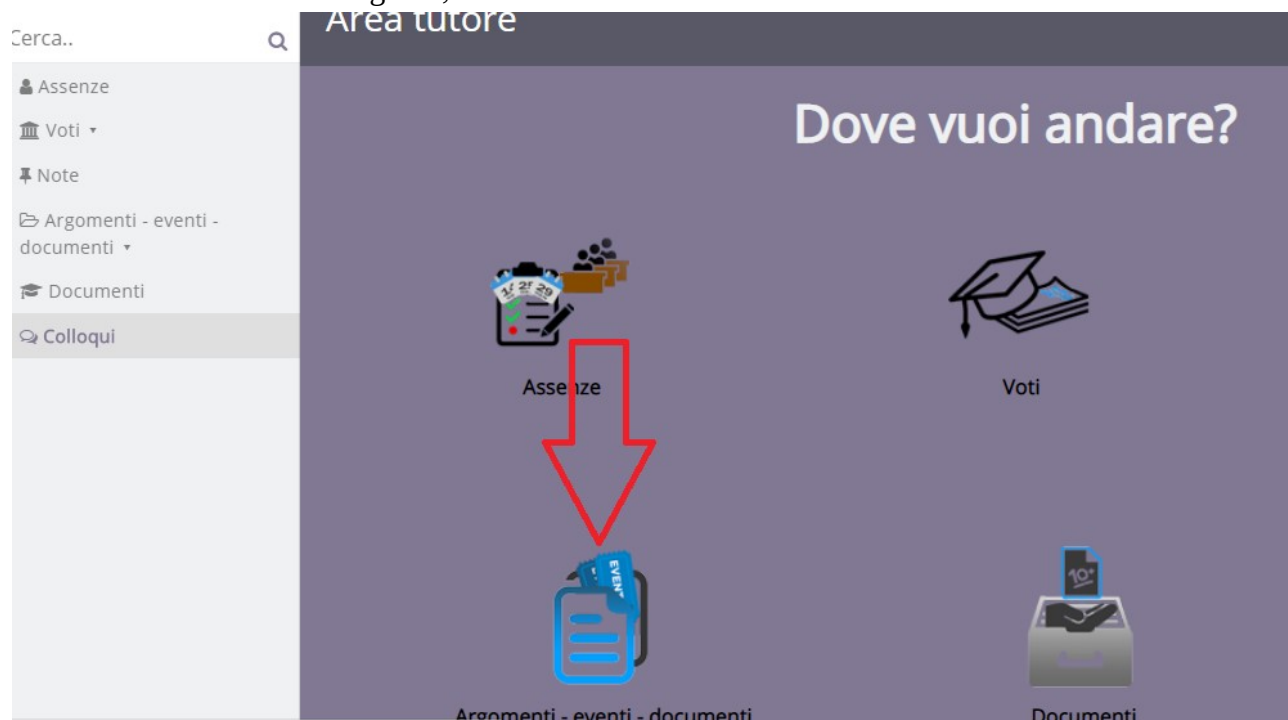 Area tutore
Cerca..
Assenze
Voti
Note
Argomenti - eventi -
documenti
Documenti
Colloqui
Dove vuoi andare?
Assenze
Voti
Argomenti - eventi - documenti
Documenti